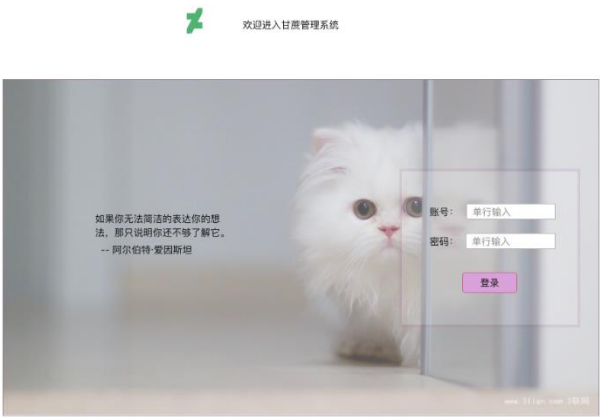 欢迎进入甘蔗管理系统
如果你无法简洁的表达你的想
法，那只说明你还不够了解它。
-- 阿尔伯特·爱因斯坦
账号： 单行输入
密码： 单行输入
登录